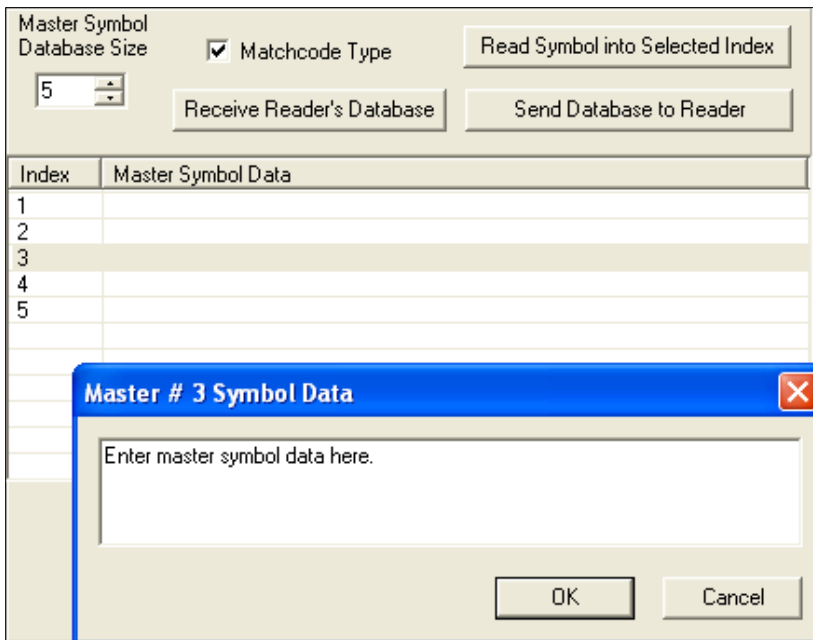 Master Symbol
Database Size
5
Matchcode Type
Read Symbol into Selected Index
Receive Reader's Database
Send Database to Reader
Index Master Symbol Data
1
2
3
4
5
Master # 3 Symbol Data
Enter master symbol data here.
OK Cancel